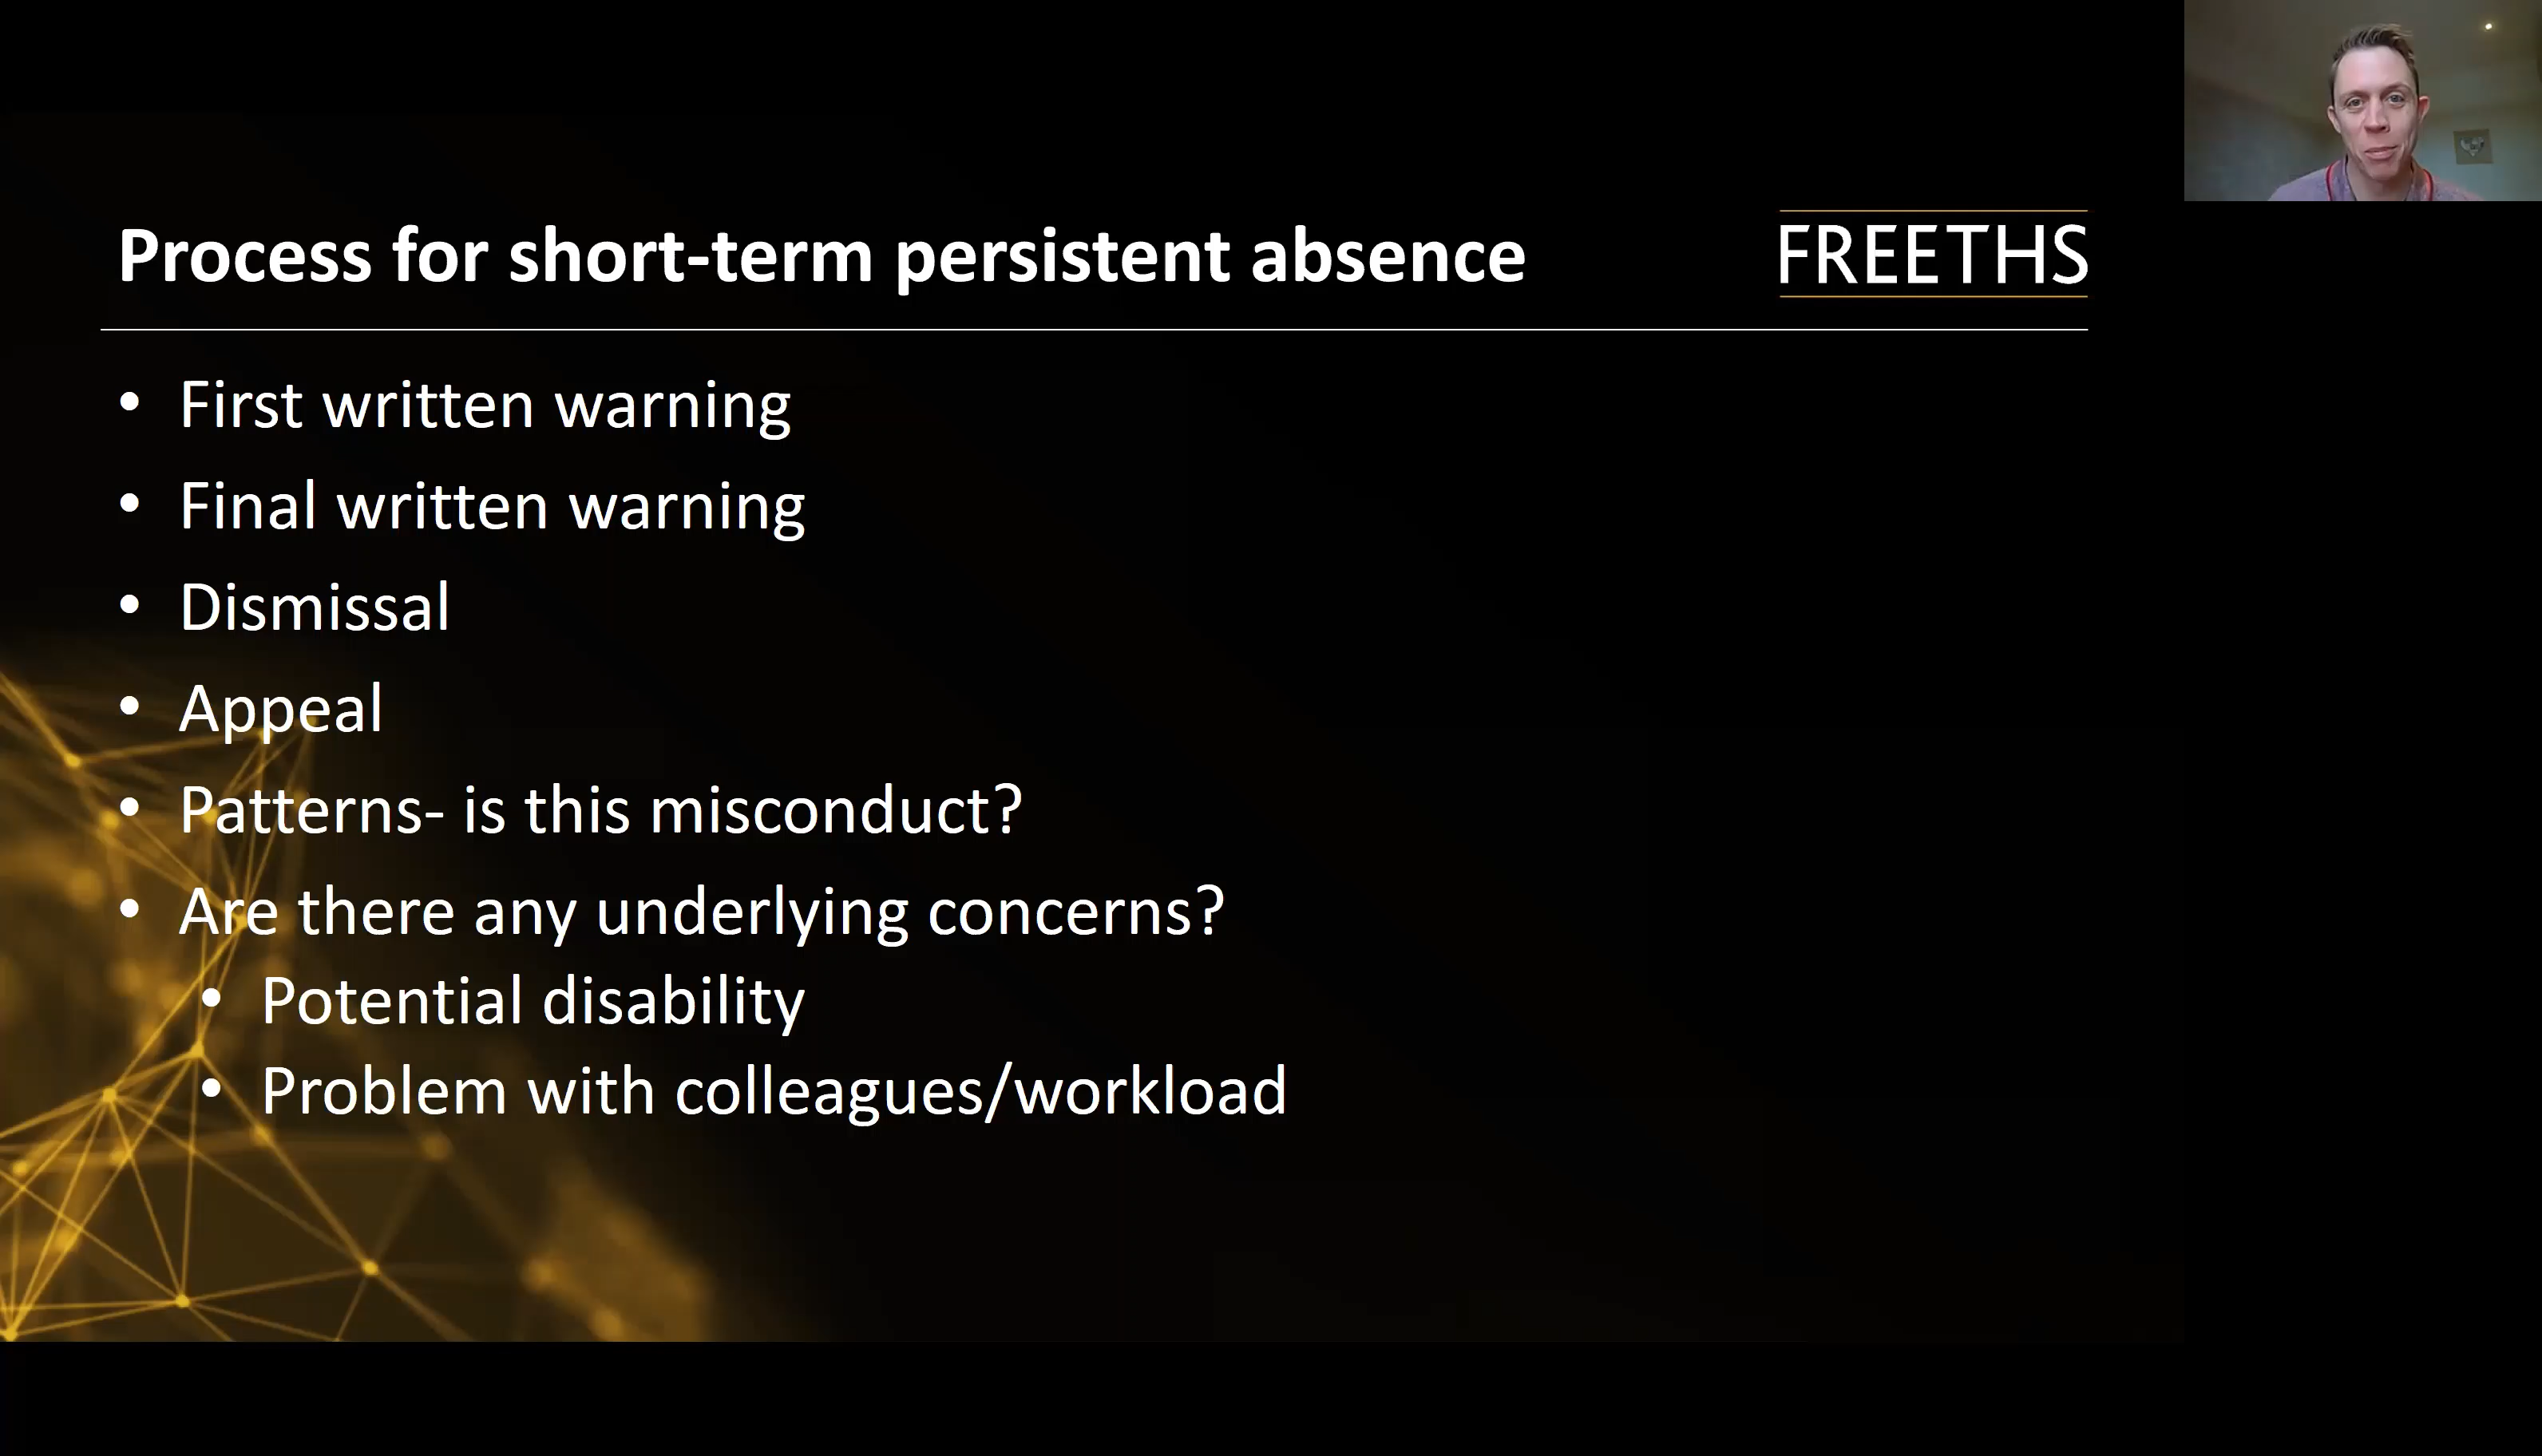 Process for short-term persistent absence
FREETHS
• First written warning
• Final written warning
• Dismissal
• Appeal
• Patterns- is this misconduct?
• Are there any underlying concerns?
• Potential disability
• Problem with colleagues/workload